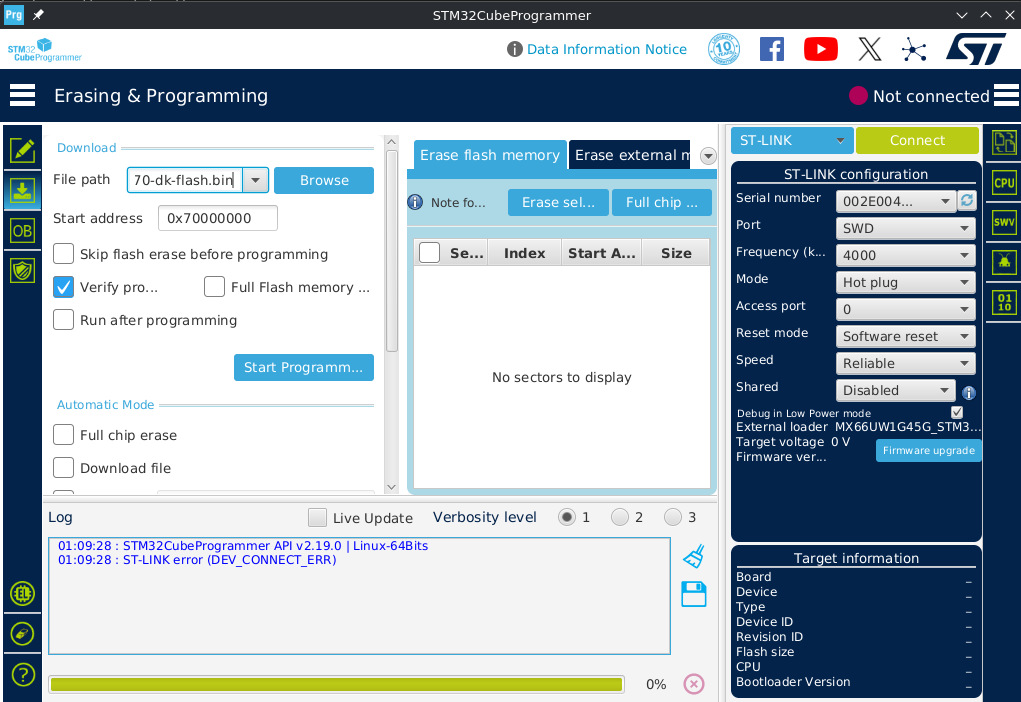 Prg
STM32CubeProgrammer
STM32
CubeProgrammer
Data Information Notice
10
Erasing & Programming
Not connected
Download
File path 70-dk-flash.bin Browse
Start address 0x70000000
Skip flash erase before programming
Verify pro... Full Flash memory ...
Run after programming
Start Programm...
Automatic Mode
Full chip erase
Download file
OB
Erase flash memory Erase external m
Note fo... Erase sel... Full chip ...
Se... Index Start A... Size
No sectors to display
ST-LINK Connect
ST-LINK configuration
Serial number 002E004...
Port SWD
Frequency (k... 4000
Mode Hot plug
Access port 0
Reset mode Software reset
Speed Reliable
Shared Disabled
Debug in Low Power mode
External loader MX66UW1G45G_STM3...
Target voltage 0 V
Firmware ver... Firmware upgrade
CPU
SWV
01
10
Log Live Update Verbosity level 1 2 3
01:09:28 : STM32CubeProgrammer API v2.19.0 | Linux-64Bits
01:09:28 : ST-LINK error (DEV_CONNECT_ERR)
0%
Target information
Board _
Device _
Type _
Device ID _
Revision ID _
Flash size _
CPU _
Bootloader Version _